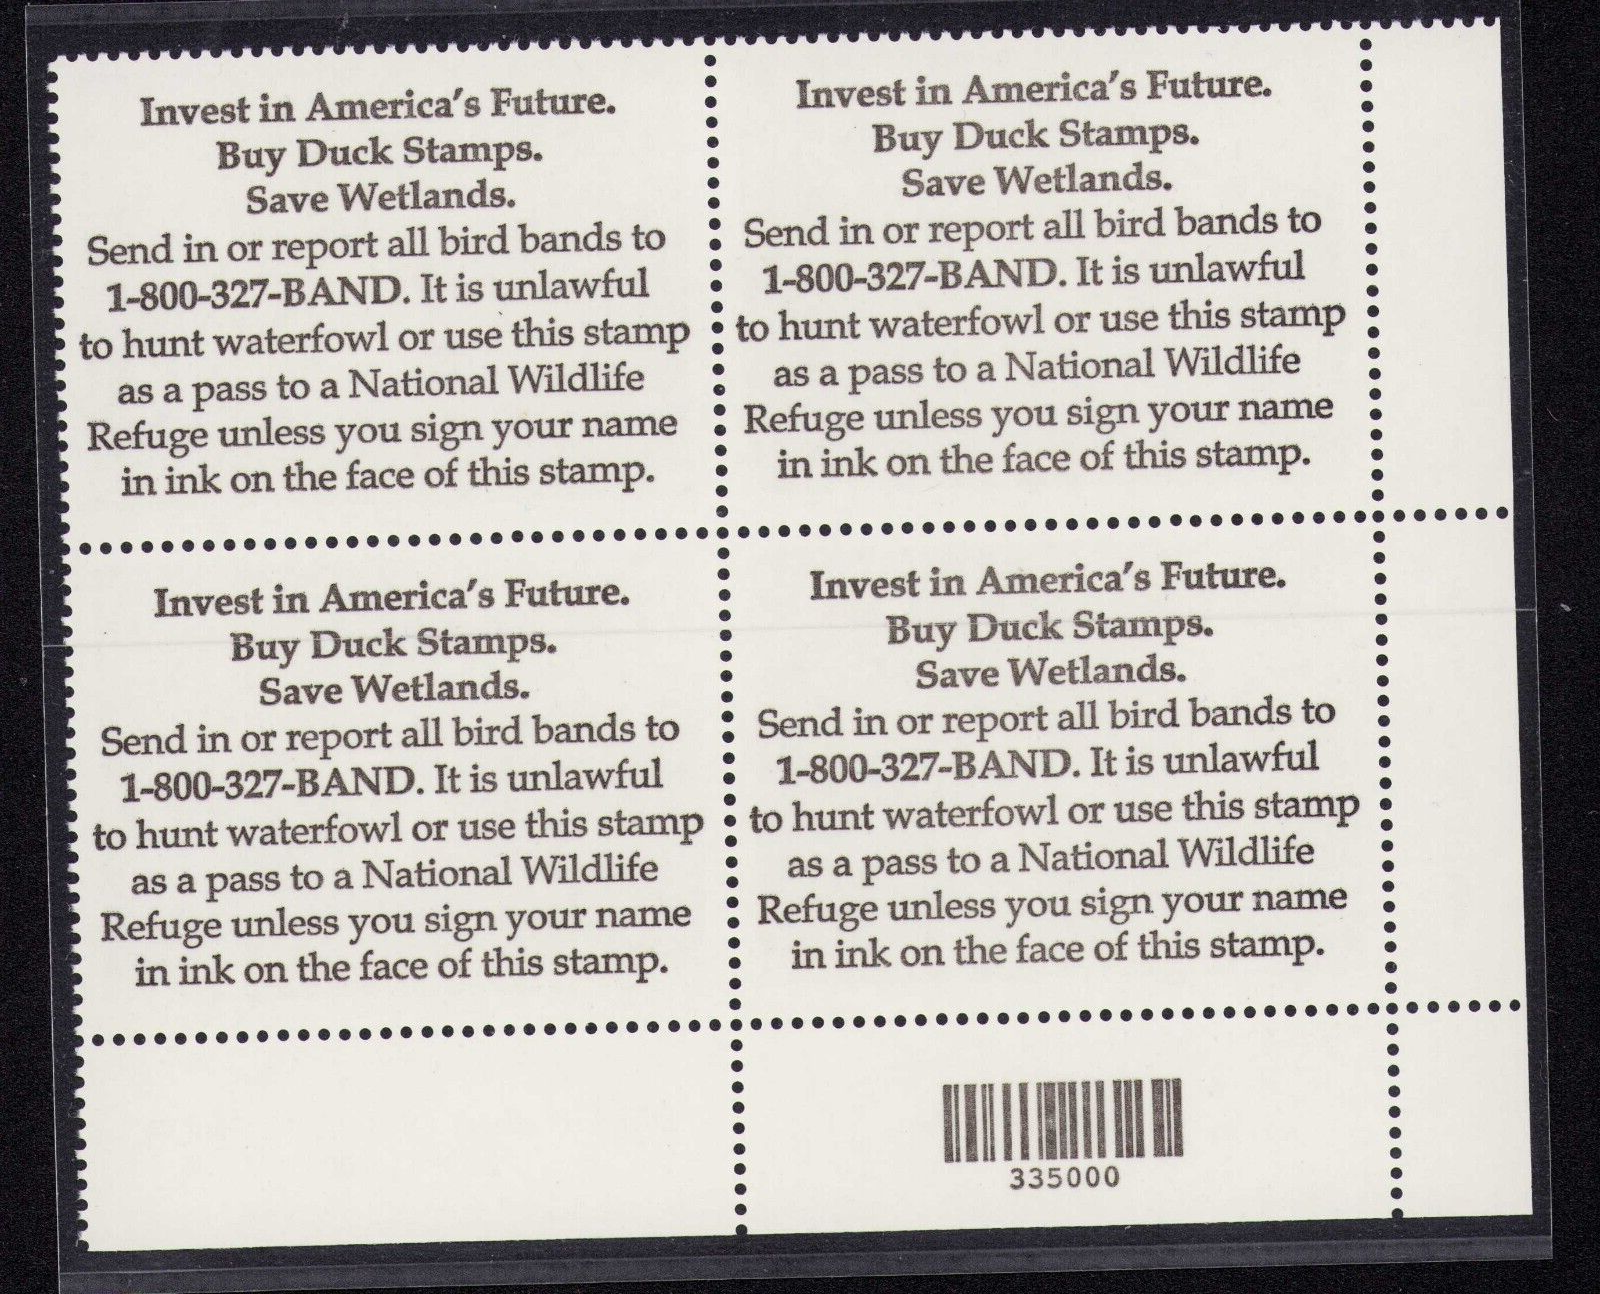 Invest in America's Future.
Buy Duck Stamps.
Save Wetlands.
Send in or report all bird bands to
1-800-327-BAND. It is unlawful
to hunt waterfowl or use this stamp
as a pass to a National Wildlife
Refuge unless you sign your name
in ink on the face of this stamp.
Invest in America's Future.
Buy Duck Stamps.
Save Wetlands.
Send in or report all bird bands to
1-800-327-BAND. It is unlawful
to hunt waterfowl or use this stamp
as a pass to a National Wildlife
Refuge unless you sign your name
in ink on the face of this stamp.
Invest in America's Future.
Buy Duck Stamps.
Save Wetlands.
Send in or report all bird bands to
1-800-327-BAND. It is unlawful
to hunt waterfowl or use this stamp
as a pass to a National Wildlife
Refuge unless you sign your name
in ink on the face of this stamp.
Invest in America's Future.
Buy Duck Stamps.
Save Wetlands.
Send in or report all bird bands to
1-800-327-BAND. It is unlawful
to hunt waterfowl or use this stamp
as a pass to a National Wildlife
Refuge unless you sign your name
in ink on the face of this stamp.
335000